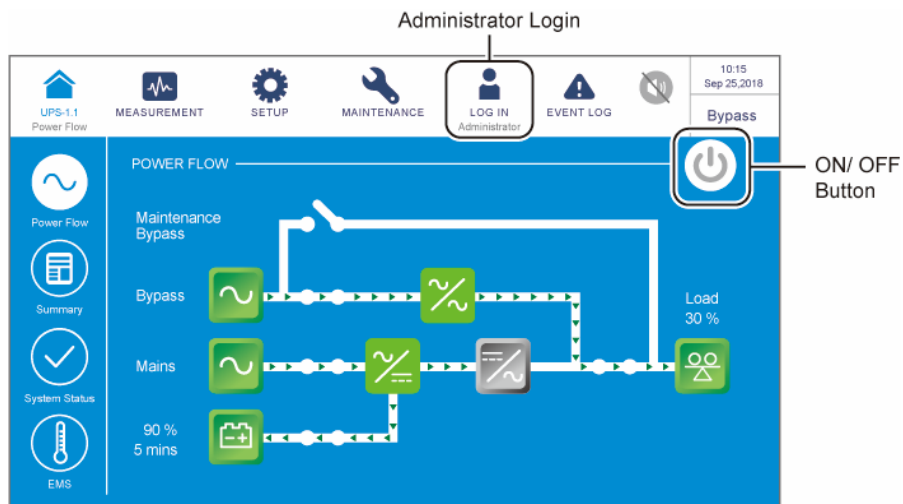 Administrator Login
UPS-1.1
Power Flow
MEASUREMENT
SETUP
MAINTENANCE
LOG IN
Administrator
EVENT LOG
10:15
Sep 25,2018
Bypass
ON/ OFF
Button
POWER FLOW
Power Flow
Maintenance
Bypass
Bypass
Load
30 %
Summary
Mains
System Status
90 %
5 mins
EMS